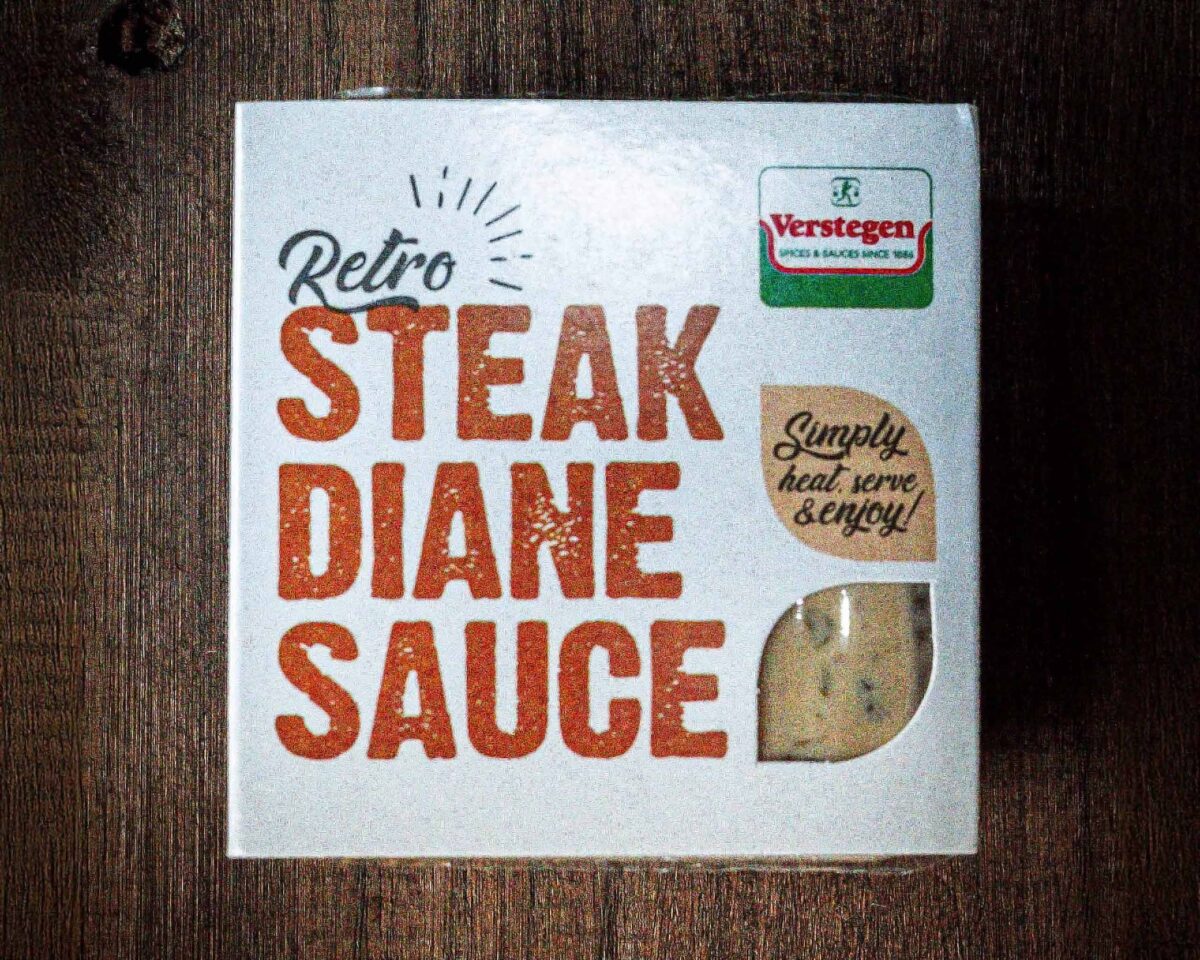 Retro
STEAK
DIANE
SAUCE
Verstegen
SPICES & SAUCES SINCE 1886
Simply
heat, serve,
& enjoy!